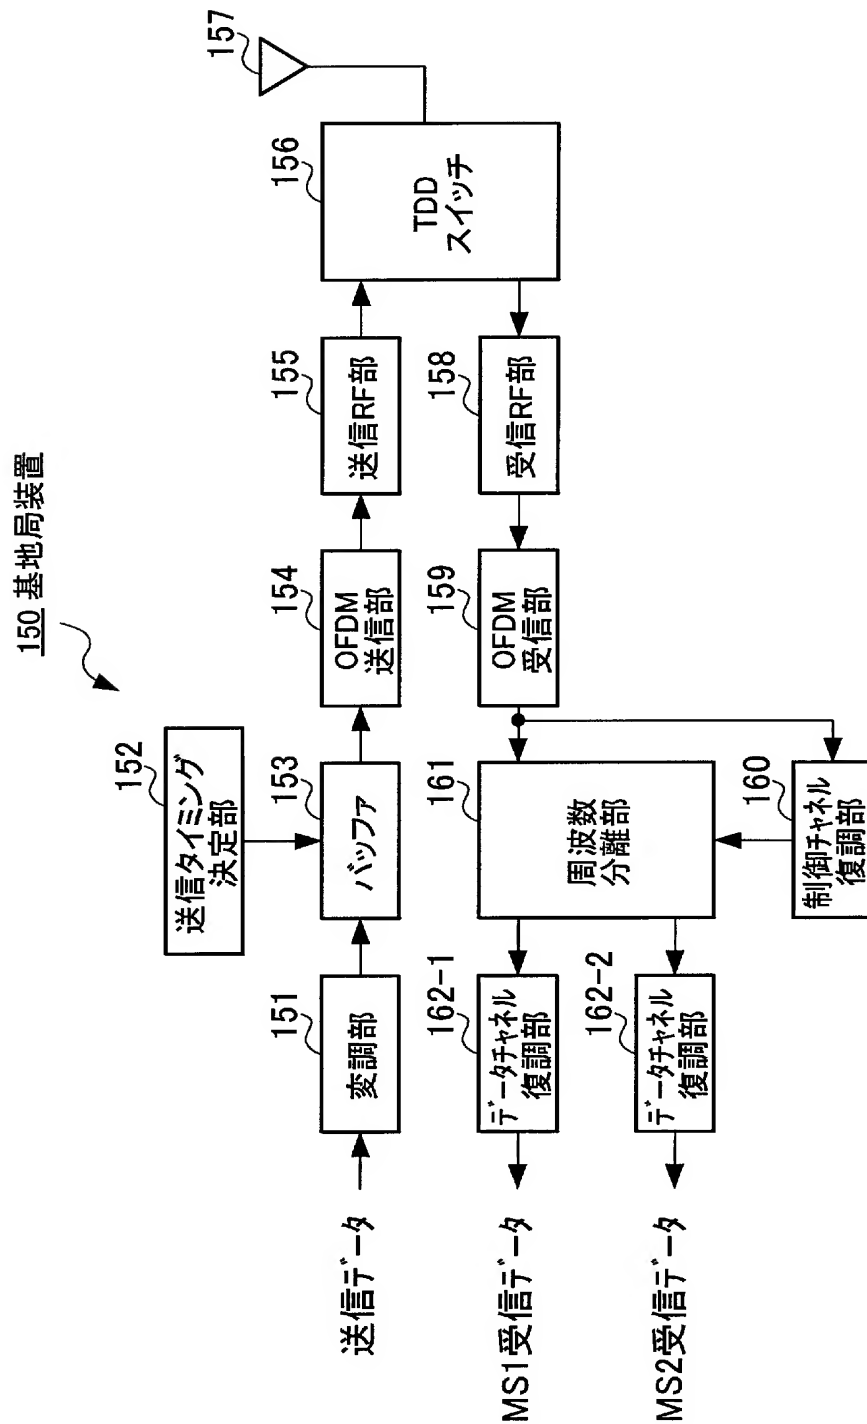 150 基地局装置
152
送信タイミング
決定部
151
変調部
153
バッファ
154
OFDM
送信部
155
送信RF部
156
TDD
スイッチ
157
送信データ
162-1
データチャネル
復調部
161
周波数
分離部
159
OFDM
受信部
158
受信RF部
MS1受信データ
162-2
データチャネル
復調部
160
制御チャネル
復調部
MS2受信データ